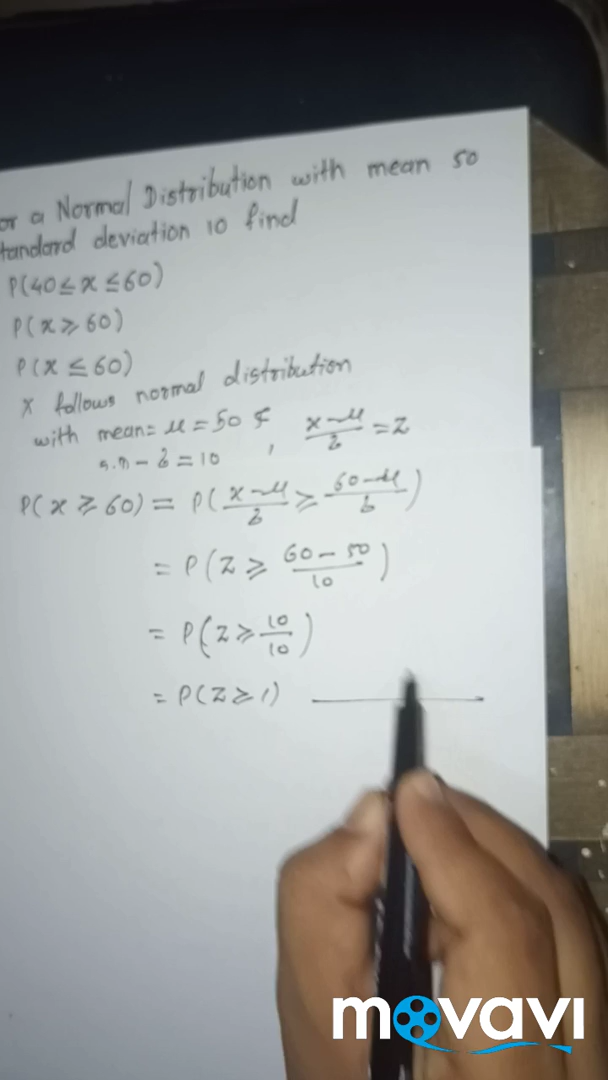 or a Normal Distribution with mean 50
tandard deviation 10 find
P(40 ≤ x ≤ 60)
P(x ≥ 60)
P(x ≤ 60)
X follows normal distribution
with mean = μ = 50 &
S.D - σ = 10 , x-μ/σ = Z
P(x ≥ 60) = P(x-μ/σ ≥ 60-μ/σ)
= P(Z ≥ 60-50/10)
= P(Z ≥ 10/10)
= P(Z ≥ 1)
movavi